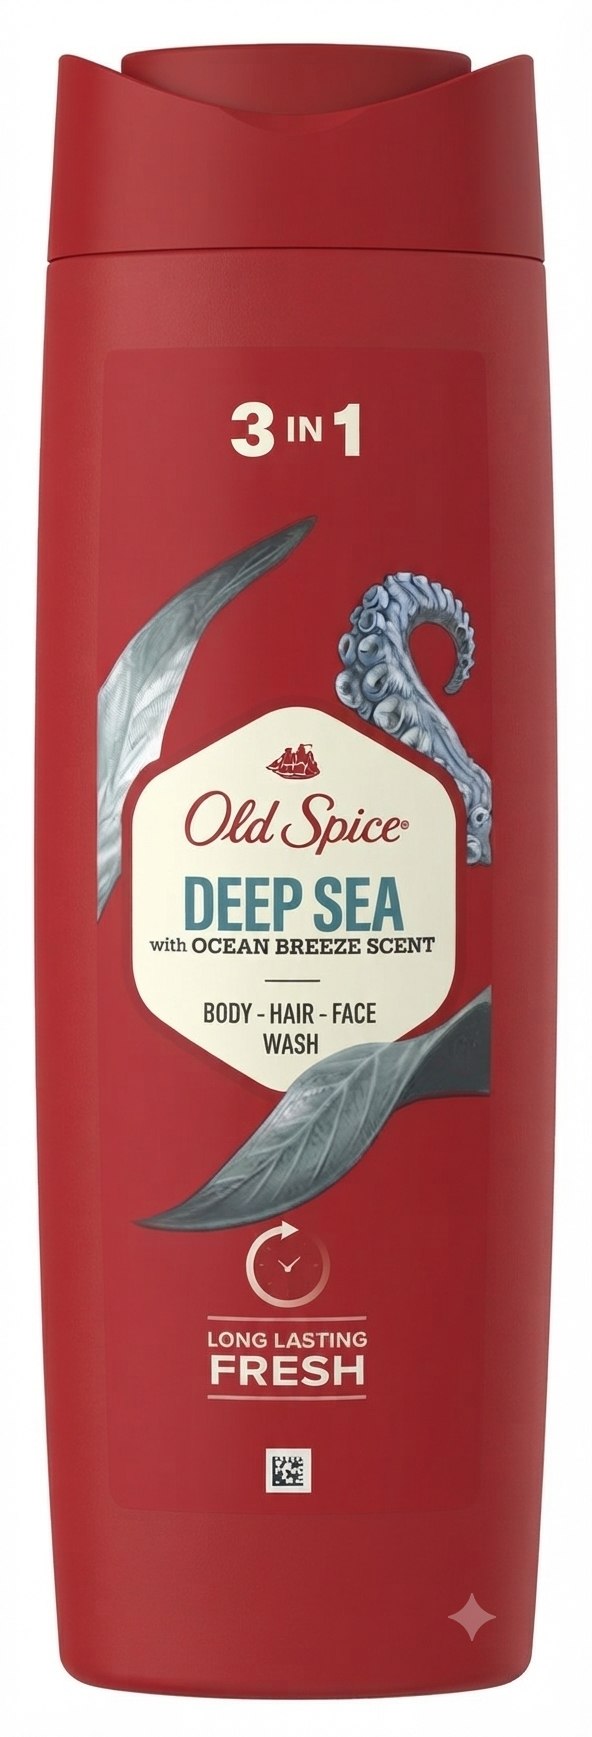 3 IN 1
Old Spice®
DEEP SEA
with OCEAN BREEZE SCENT
BODY - HAIR - FACE
WASH
LONG LASTING
FRESH